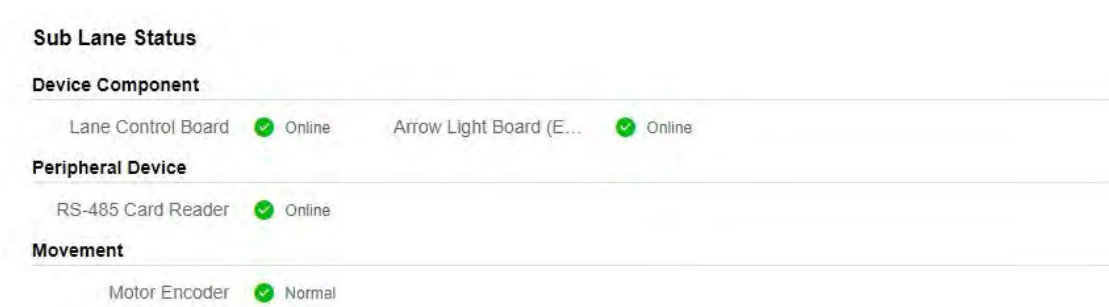 Sub Lane Status
Device Component
Lane Control Board Online Arrow Light Board (E... Online
Peripheral Device
RS-485 Card Reader Online
Movement
Motor Encoder Normal